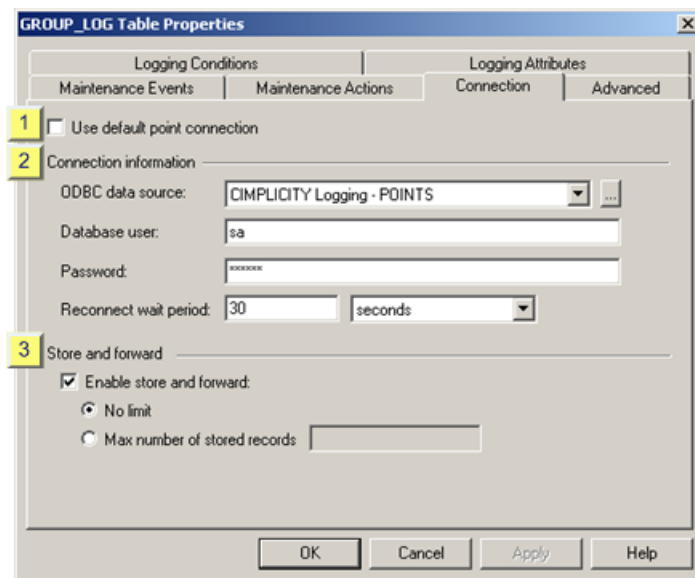 GROUP_LOG Table Properties
Logging Conditions
Logging Attributes
Maintenance Events
Maintenance Actions
Connection
Advanced
1
Use default point connection
2
Connection information
ODBC data source:
CIMPLICITY Logging - POINTS
...
Database user:
sa
Password:
******
Reconnect wait period:
30
seconds
3
Store and forward
Enable store and forward:
No limit
Max number of stored records
OK
Cancel
Apply
Help